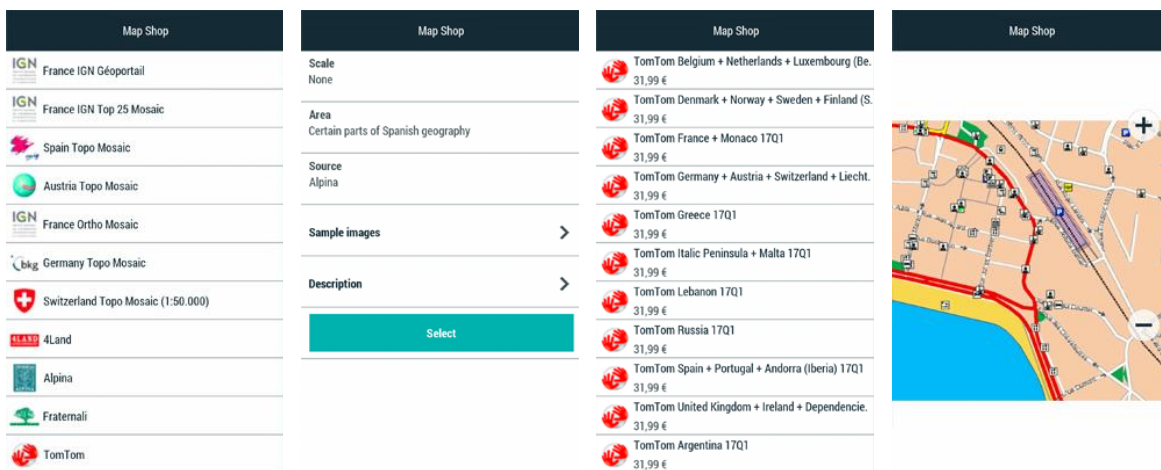 Map Shop
IGN
France IGN Géoportail
IGN
France IGN Top 25 Mosaic
Spain Topo Mosaic
Austria Topo Mosaic
IGN
France Ortho Mosaic
bkg
Germany Topo Mosaic
Switzerland Topo Mosaic (1:50.000)
4LAND
4Land
Alpina
Fraternali
TomTom
Map Shop
Scale
None
Area
Certain parts of Spanish geography
Source
Alpina
Sample images
Description
Select
Map Shop
TomTom Belgium + Netherlands + Luxembourg (Be.
31,99 €
TomTom Denmark + Norway + Sweden + Finland (S.
31,99 €
TomTom France + Monaco 17Q1
31,99 €
TomTom Germany + Austria + Switzerland + Liecht.
31,99 €
TomTom Greece 17Q1
31,99 €
TomTom Italic Peninsula + Malta 17Q1
31,99 €
TomTom Lebanon 17Q1
31,99 €
TomTom Russia 17Q1
31,99 €
TomTom Spain + Portugal + Andorra (Iberia) 17Q1
31,99 €
TomTom United Kingdom + Ireland + Dependencie.
31,99 €
TomTom Argentina 17Q1
31,99 €
Map Shop